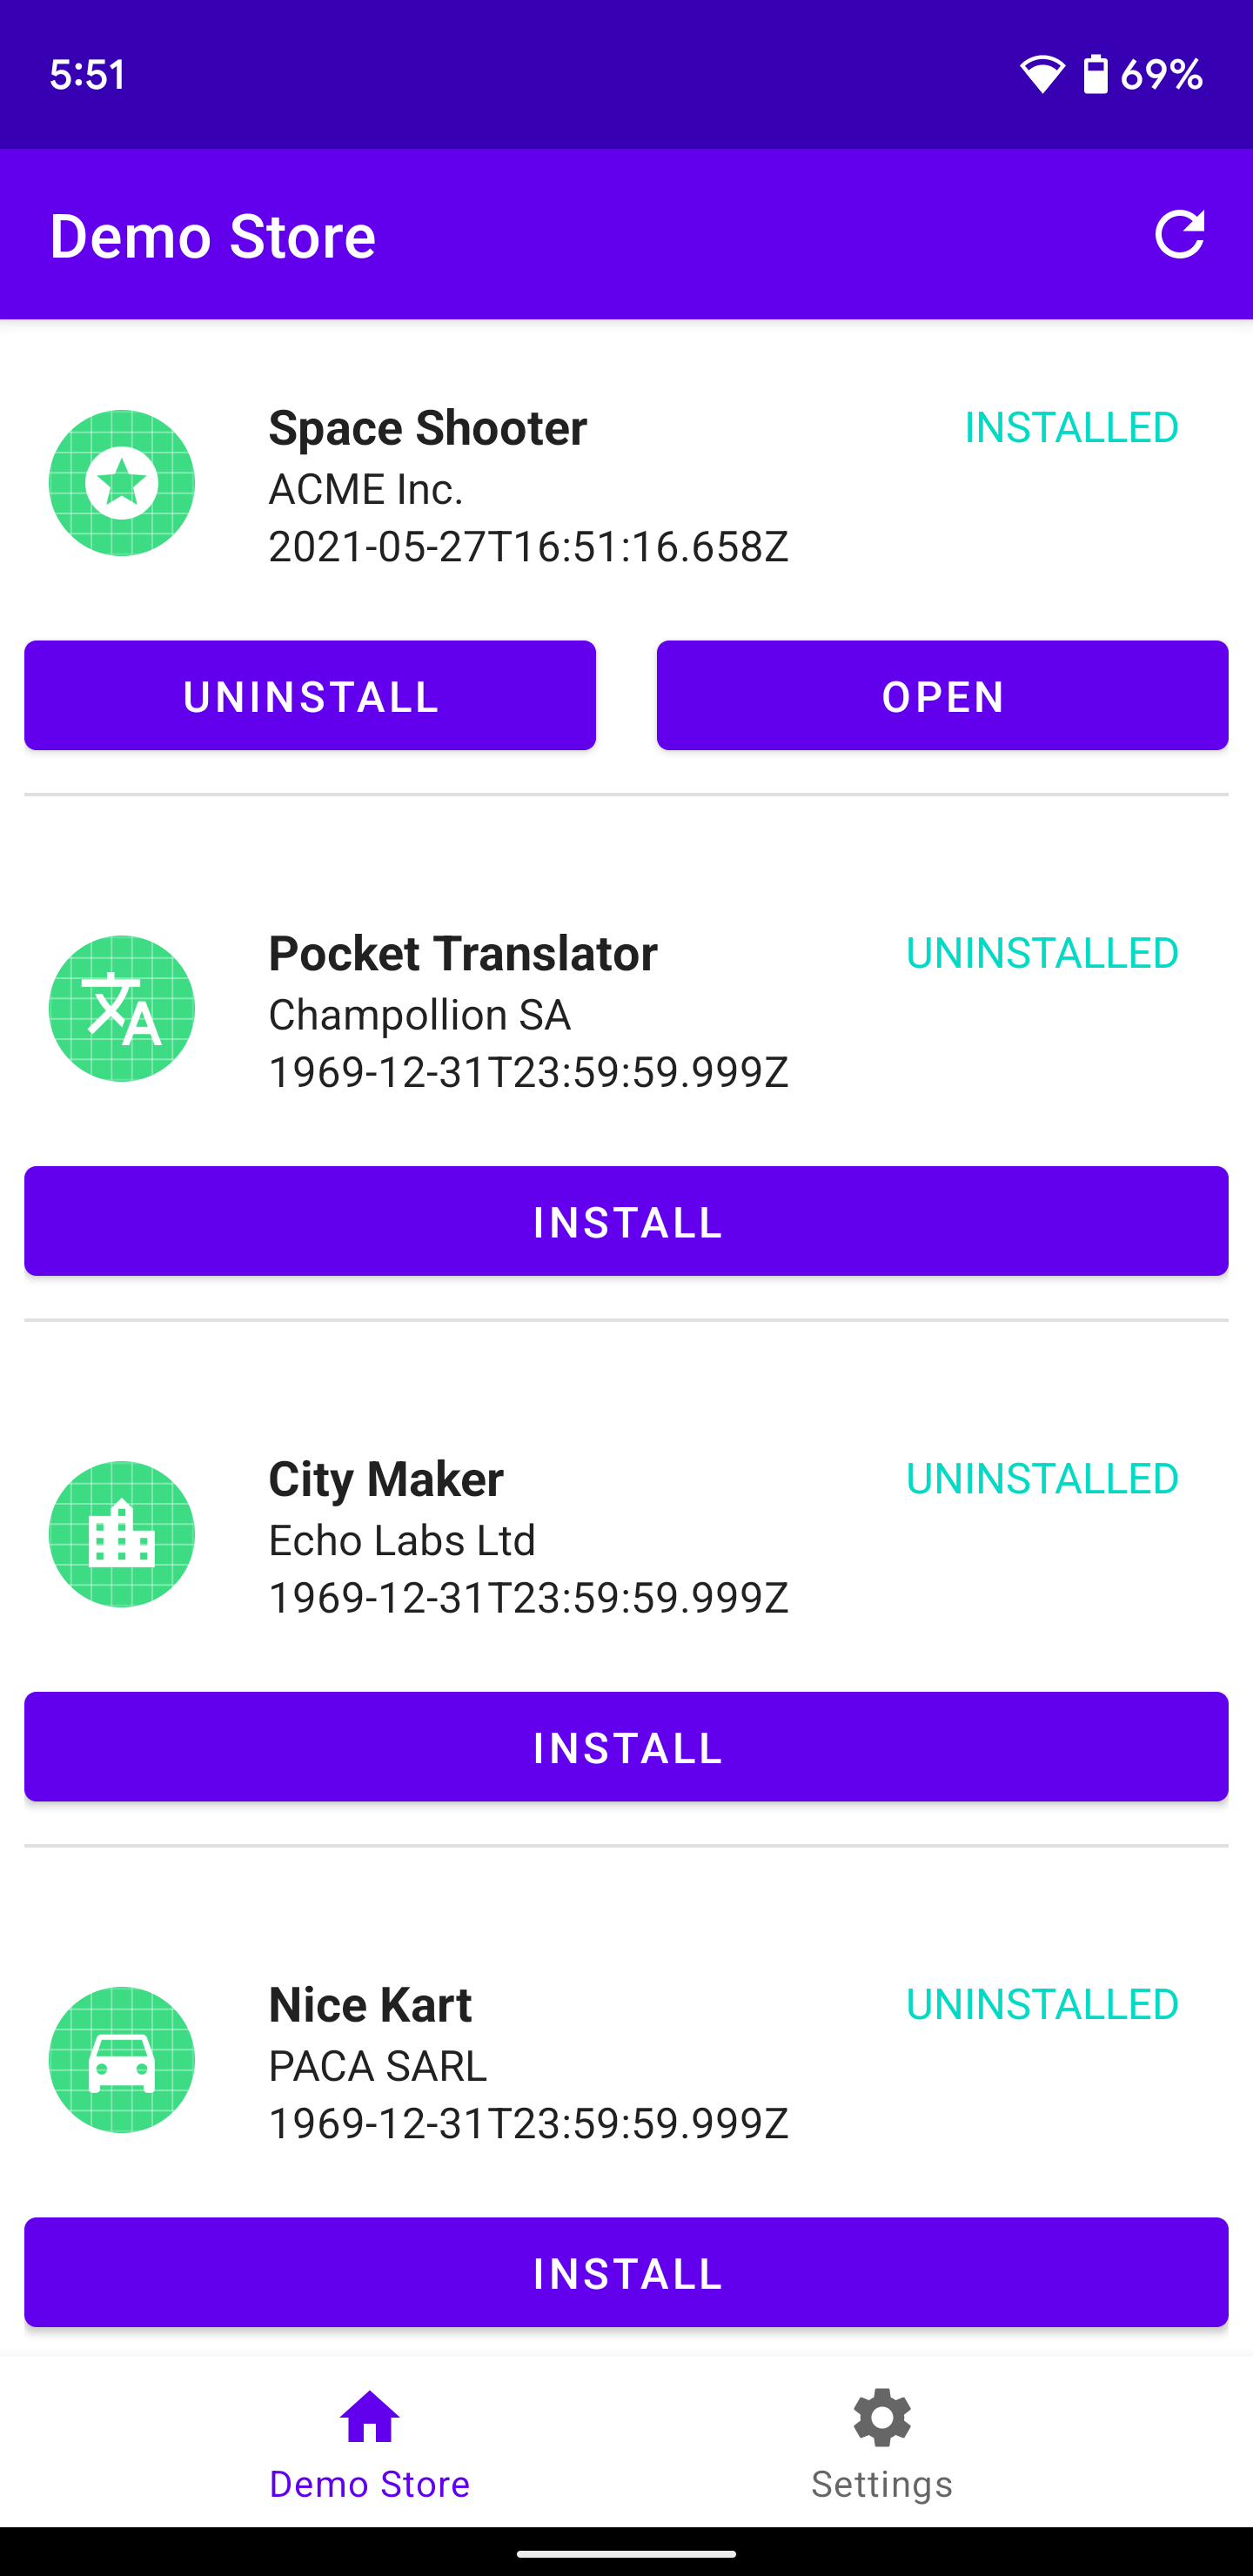 5:51
69%
Demo Store
Space Shooter
INSTALLED
ACME Inc.
2021-05-27T16:51:16.658Z
UNINSTALL
OPEN
文A
Pocket Translator
UNINSTALLED
Champollion SA
1969-12-31T23:59:59.999Z
INSTALL
City Maker
UNINSTALLED
Echo Labs Ltd
1969-12-31T23:59:59.999Z
INSTALL
Nice Kart
UNINSTALLED
PACA SARL
1969-12-31T23:59:59.999Z
INSTALL
Demo Store
Settings